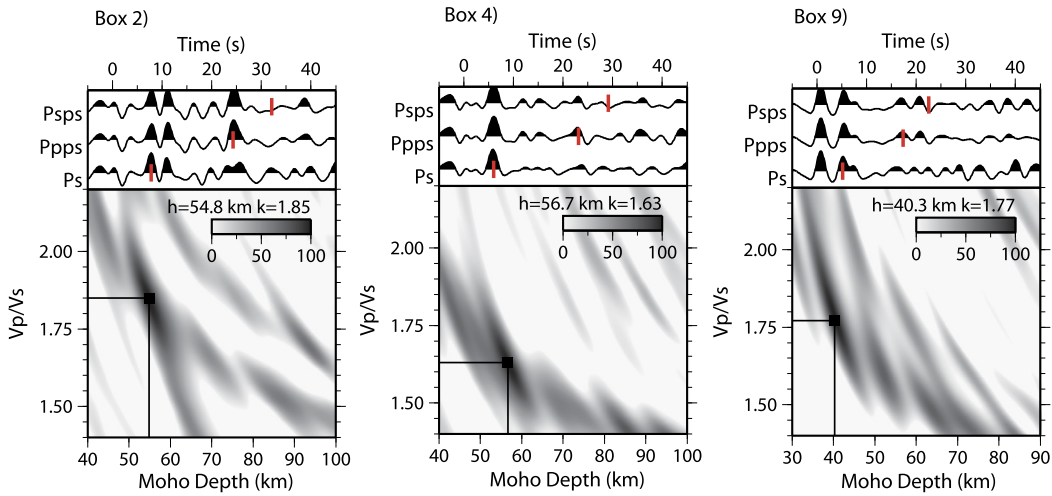 Box 2)
Time (s)
0 10 20 30 40
Psps
Ppps
Ps
h=54.8 km k=1.85
0 50 100
2.00
1.75
1.50
Vp/Vs
40 50 60 70 80 90 100
Moho Depth (km)
Box 4)
Time (s)
0 10 20 30 40
Psps
Ppps
Ps
h=56.7 km k=1.63
0 50 100
2.00
1.75
1.50
Vp/Vs
40 50 60 70 80 90 100
Moho Depth (km)
Box 9)
Time (s)
0 10 20 30 40
Psps
Ppps
Ps
h=40.3 km k=1.77
0 50 100
2.00
1.75
1.50
Vp/Vs
30 40 50 60 70 80 90
Moho Depth (km)